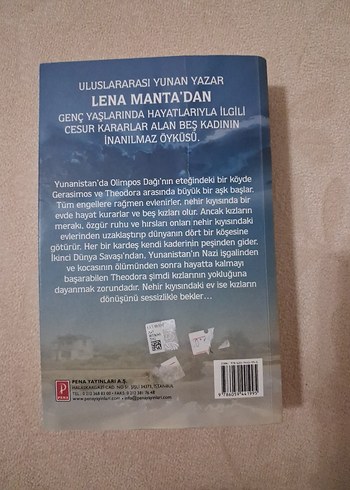 ULUSLARARASI YUNAN YAZAR
LENA MANTA'DAN
GENÇ YAŞLARINDA HAYATLARIYLA İLGİLİ
CESUR KARARLAR ALAN BEŞ KADININ
İNANILMAZ ÖYKÜSÜ.
Yunanistan'da Olimpos Dağı'nın eteğindeki bir köyde
Gerasimos ve Theodora arasında büyük bir aşk başlar.
Tüm engellere rağmen evlenirler, nehir kıyısında bir
evde hayat kurarlar ve beş kızları olur. Ancak kızların
merakı, özgür ruhu ve hırsları onları nehir kıyısındaki
evlerinden uzaklaştırıp dünyanın dört bir köşesine
götürür. Her bir kardeş kendi kaderinin peşinden gider.
İkinci Dünya Savaşı'ndan, Yunanistan'ın Nazi işgalinden
ve kocasının ölümünden sonra hayatta kalmayı
başarabilen Theodora şimdi kızlarının yokluğuna
dayanmak zorundadır. Nehir kıyısındaki ev ise kızların
dönüşünü sessizlikle bekler...
PENA
PENA YAYINLARI A.Ş.